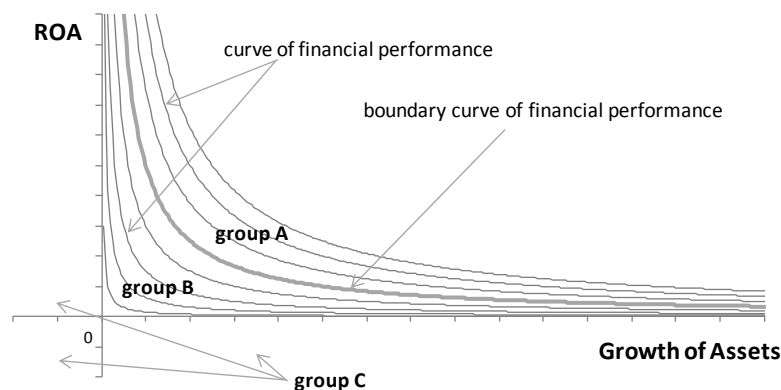 ROA
curve of financial performance
boundary curve of financial performance
group A
group B
0
Growth of Assets
group C